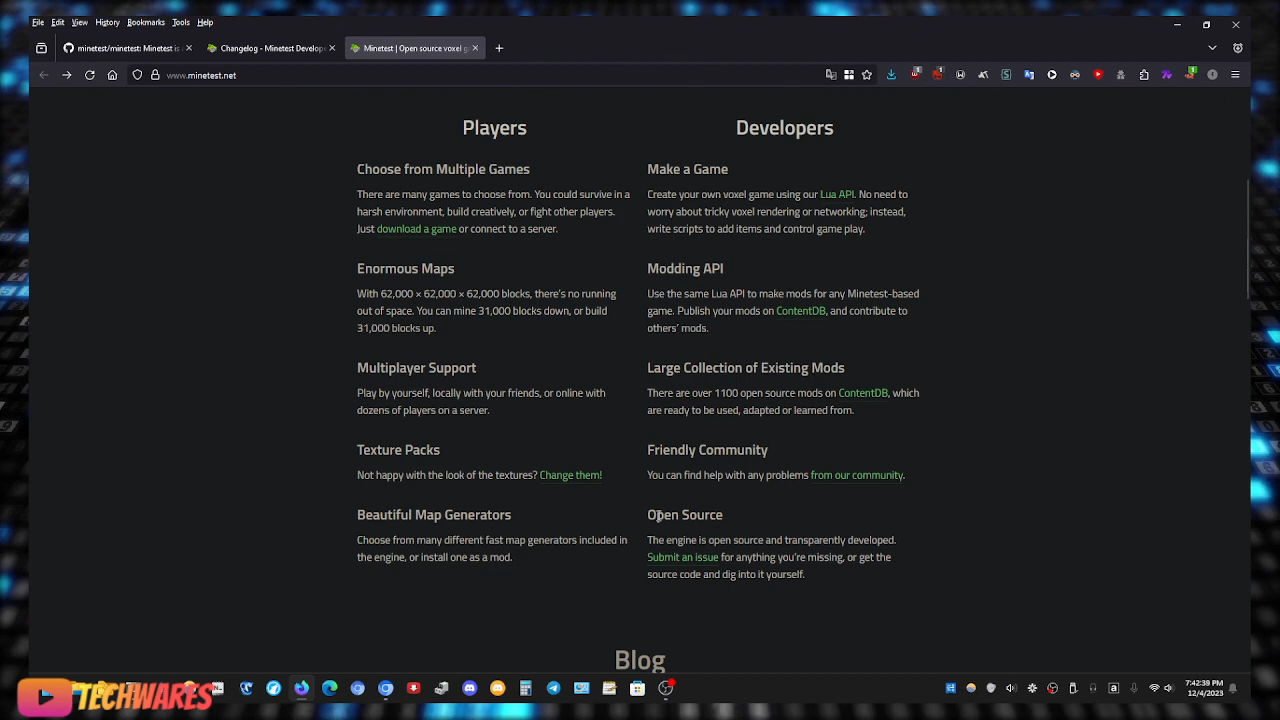 File Edit View History Bookmarks Tools Help
minetest/minetest: Minetest is
Changelog - Minetest Develope
Minetest | Open source voxel g
www.minetest.net
Players
Choose from Multiple Games
There are many games to choose from. You could survive in a
harsh environment, build creatively, or fight other players.
Just download a game or connect to a server.
Enormous Maps
With 62,000 × 62,000 × 62,000 blocks, there's no running
out of space. You can mine 31,000 blocks down, or build
31,000 blocks up.
Multiplayer Support
Play by yourself, locally with your friends, or online with
dozens of players on a server.
Texture Packs
Not happy with the look of the textures? Change them!
Beautiful Map Generators
Choose from many different fast map generators included in
the engine, or install one as a mod.
Developers
Make a Game
Create your own voxel game using our Lua API. No need to
worry about tricky voxel rendering or networking; instead,
write scripts to add items and control game play.
Modding API
Use the same Lua API to make mods for any Minetest-based
game. Publish your mods on ContentDB, and contribute to
others' mods.
Large Collection of Existing Mods
There are over 1100 open source mods on ContentDB, which
are ready to be used, adapted or learned from.
Friendly Community
You can find help with any problems from our community.
Open Source
The engine is open source and transparently developed.
Submit an issue for anything you're missing, or get the
source code and dig into it yourself.
Blog
TECHWARES
7:42:39 PM
12/4/2023